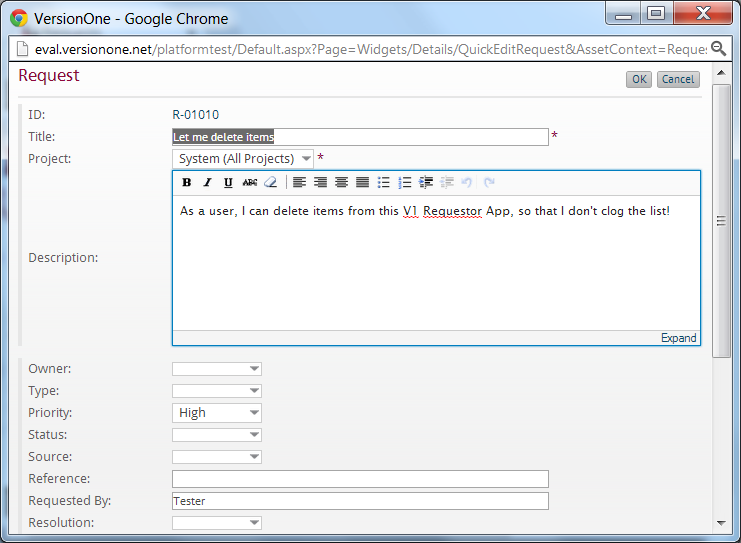 VersionOne - Google Chrome
eval.versionone.net/platformtest/Default.aspx?Page=Widgets/Details/QuickEditRequest&AssetContext=Reque
Request
OK Cancel
ID: R-01010
Title: Let me delete items *
Project: System (All Projects) *
B I U ABC
As a user, I can delete items from this V1 Requestor App, so that I don't clog the list!
Description:
Expand
Owner:
Type:
Priority: High
Status:
Source:
Reference:
Requested By: Tester
Resolution: